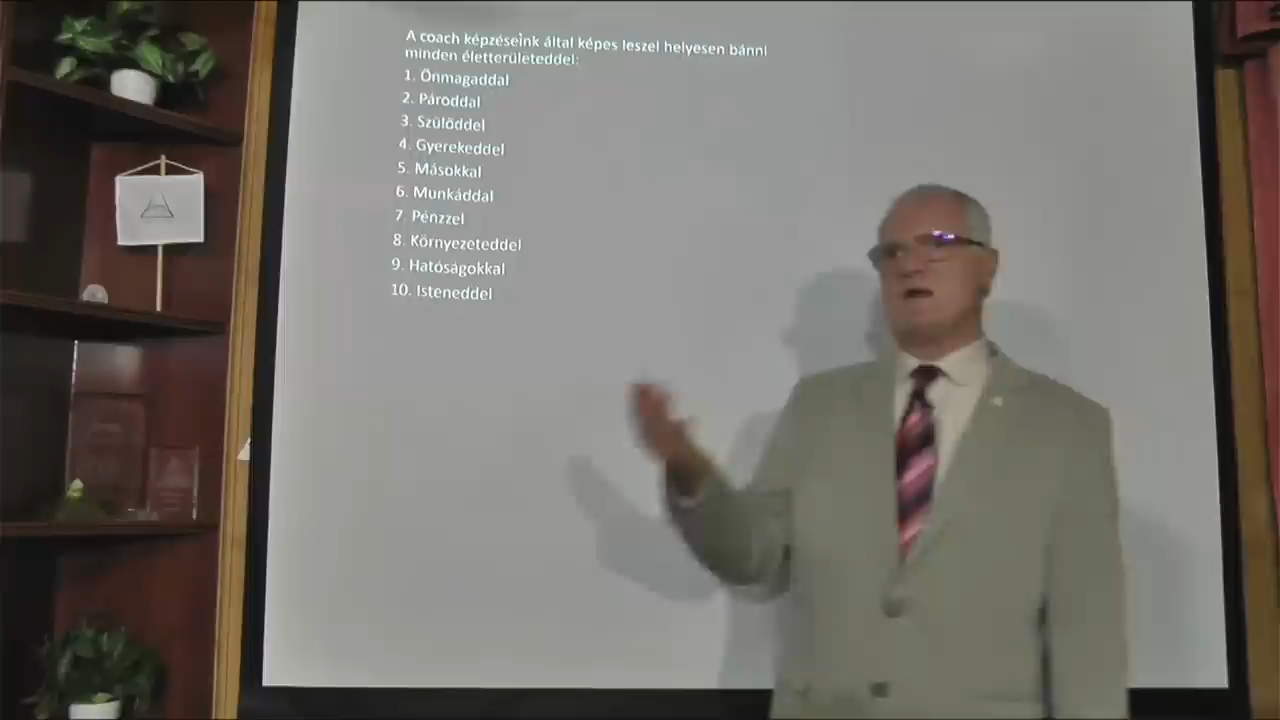 A coach képzéseink által képes leszel helyesen bánni
minden életterületeddel:
1. Önmagaddal
2. Pároddal
3. Szülőddel
4. Gyerekeddel
5. Másokkal
6. Munkáddal
7. Pénzzel
8. Környezeteddel
9. Hatóságokkal
10. Isteneddel